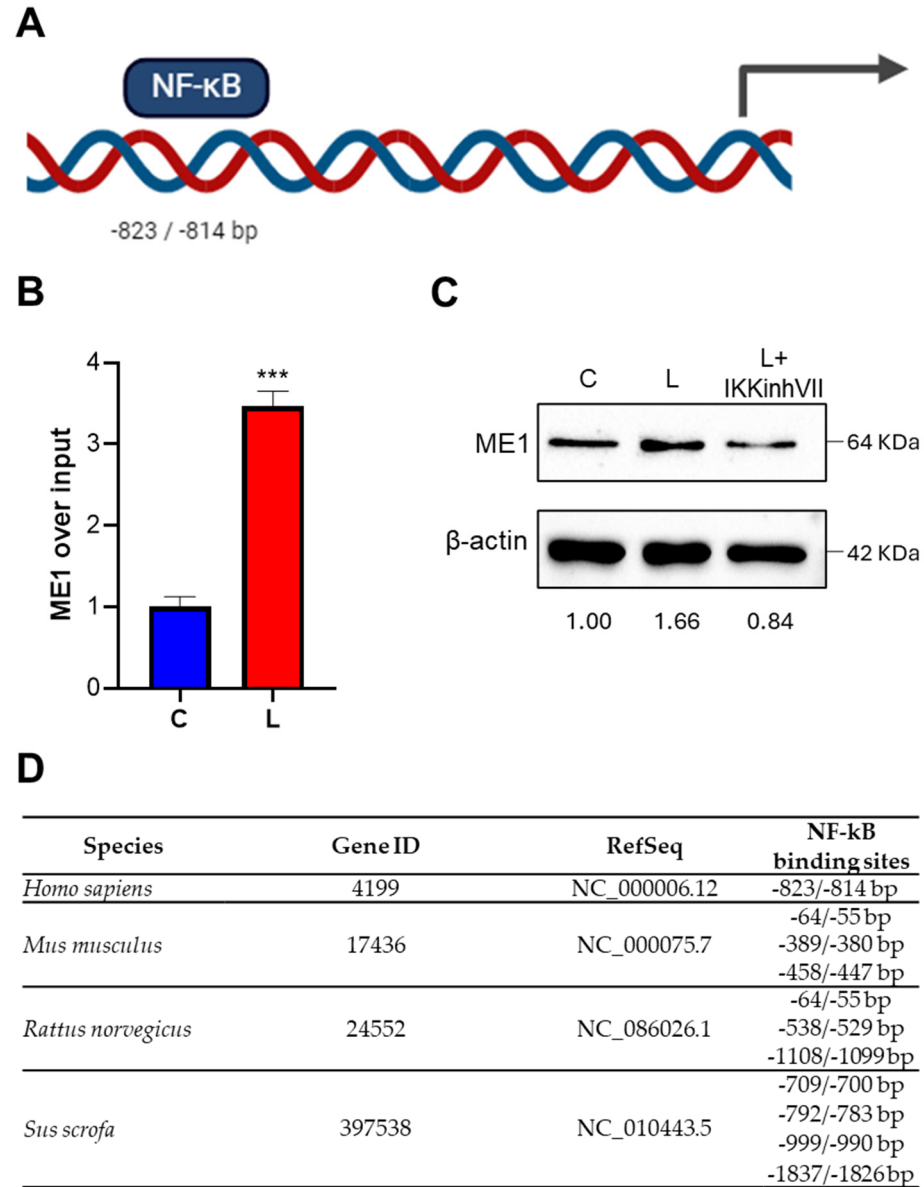 A
NF-κB
-823 / -814 bp
B
ME1 over input
4
3
2
1
0
***
C
L
C
C
L
L+
IKKinhVII
ME1
64 KDa
β-actin
42 KDa
1.00 1.66 0.84
D
Species Gene ID RefSeq NF-kB binding sites
Homo sapiens 4199 NC_000006.12 -823/-814 bp
Mus musculus 17436 NC_000075.7 -64/-55 bp
-389/-380 bp
-458/-447 bp
Rattus norvegicus 24552 NC_086026.1 -64/-55 bp
-538/-529 bp
-1108/-1099 bp
Sus scrofa 397538 NC_010443.5 -709/-700 bp
-792/-783 bp
-999/-990 bp
-1837/-1826 bp